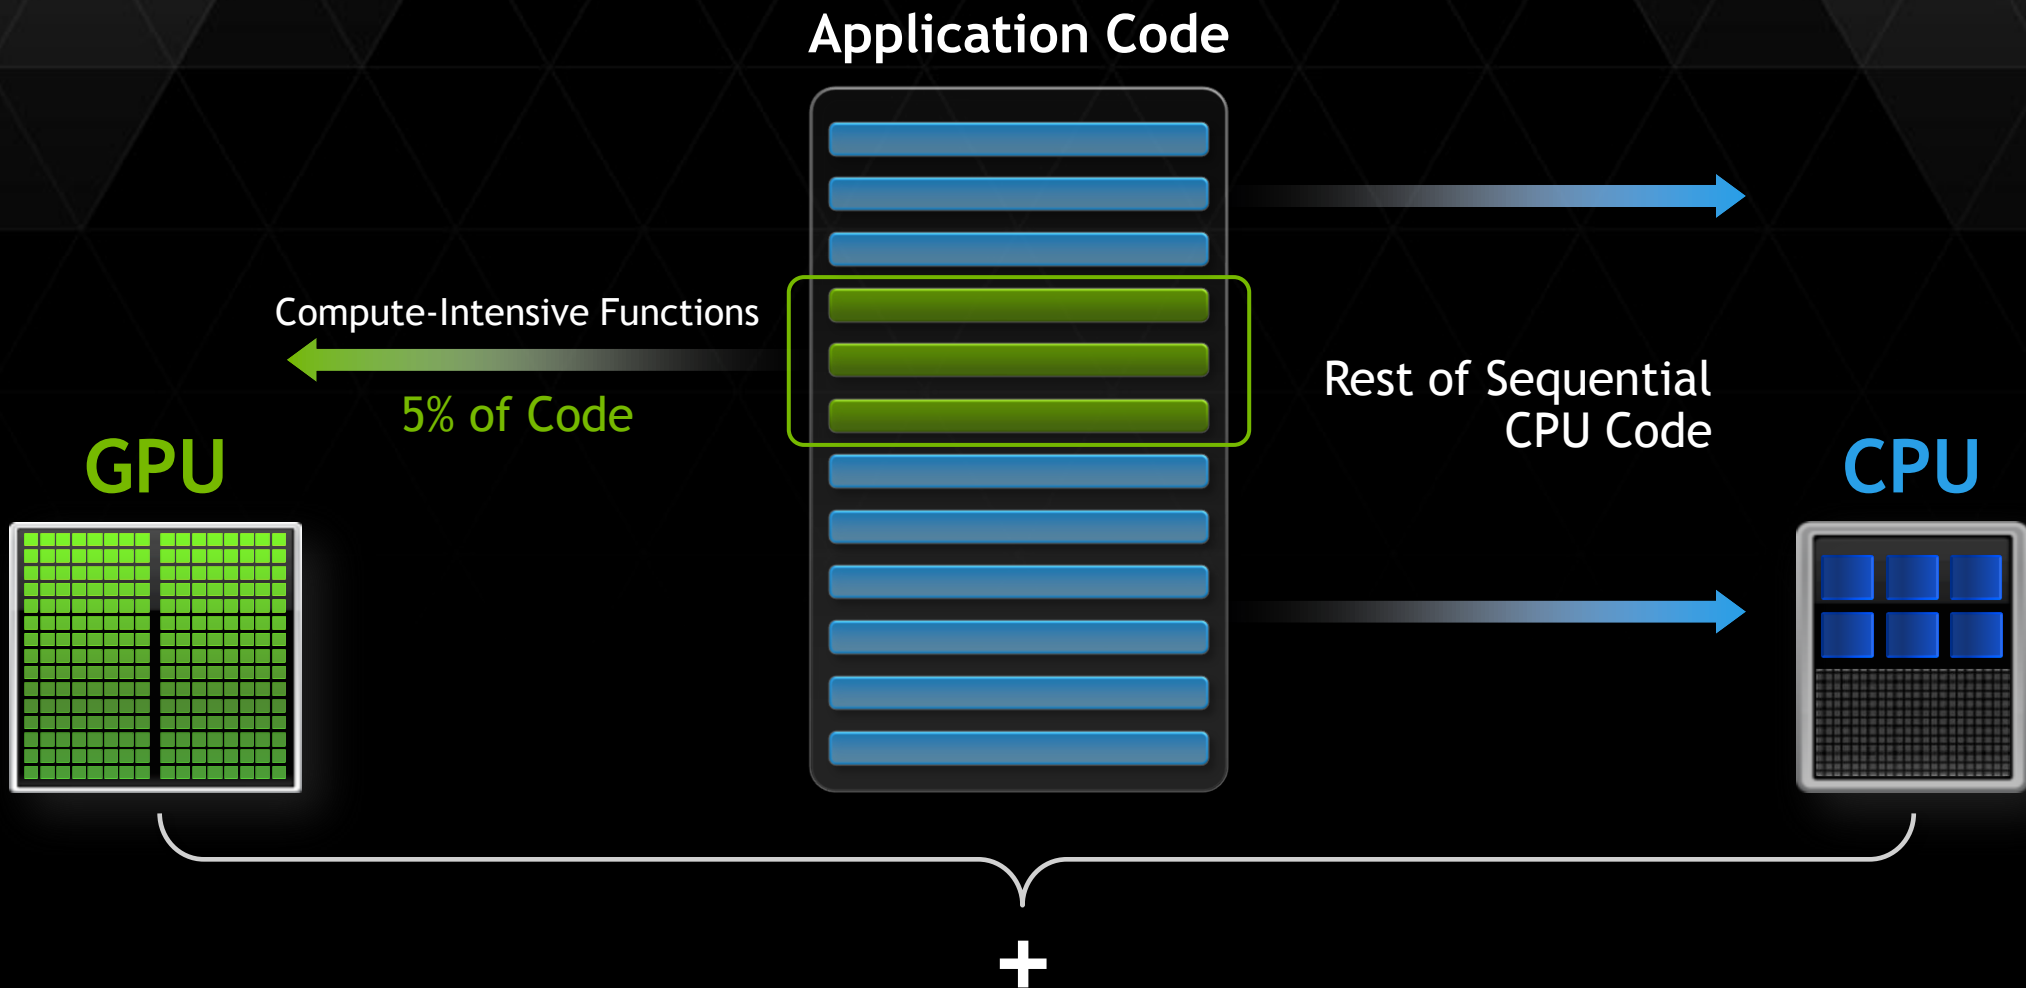 Application Code
Compute-Intensive Functions
5% of Code
Rest of Sequential
CPU Code
GPU
CPU
+